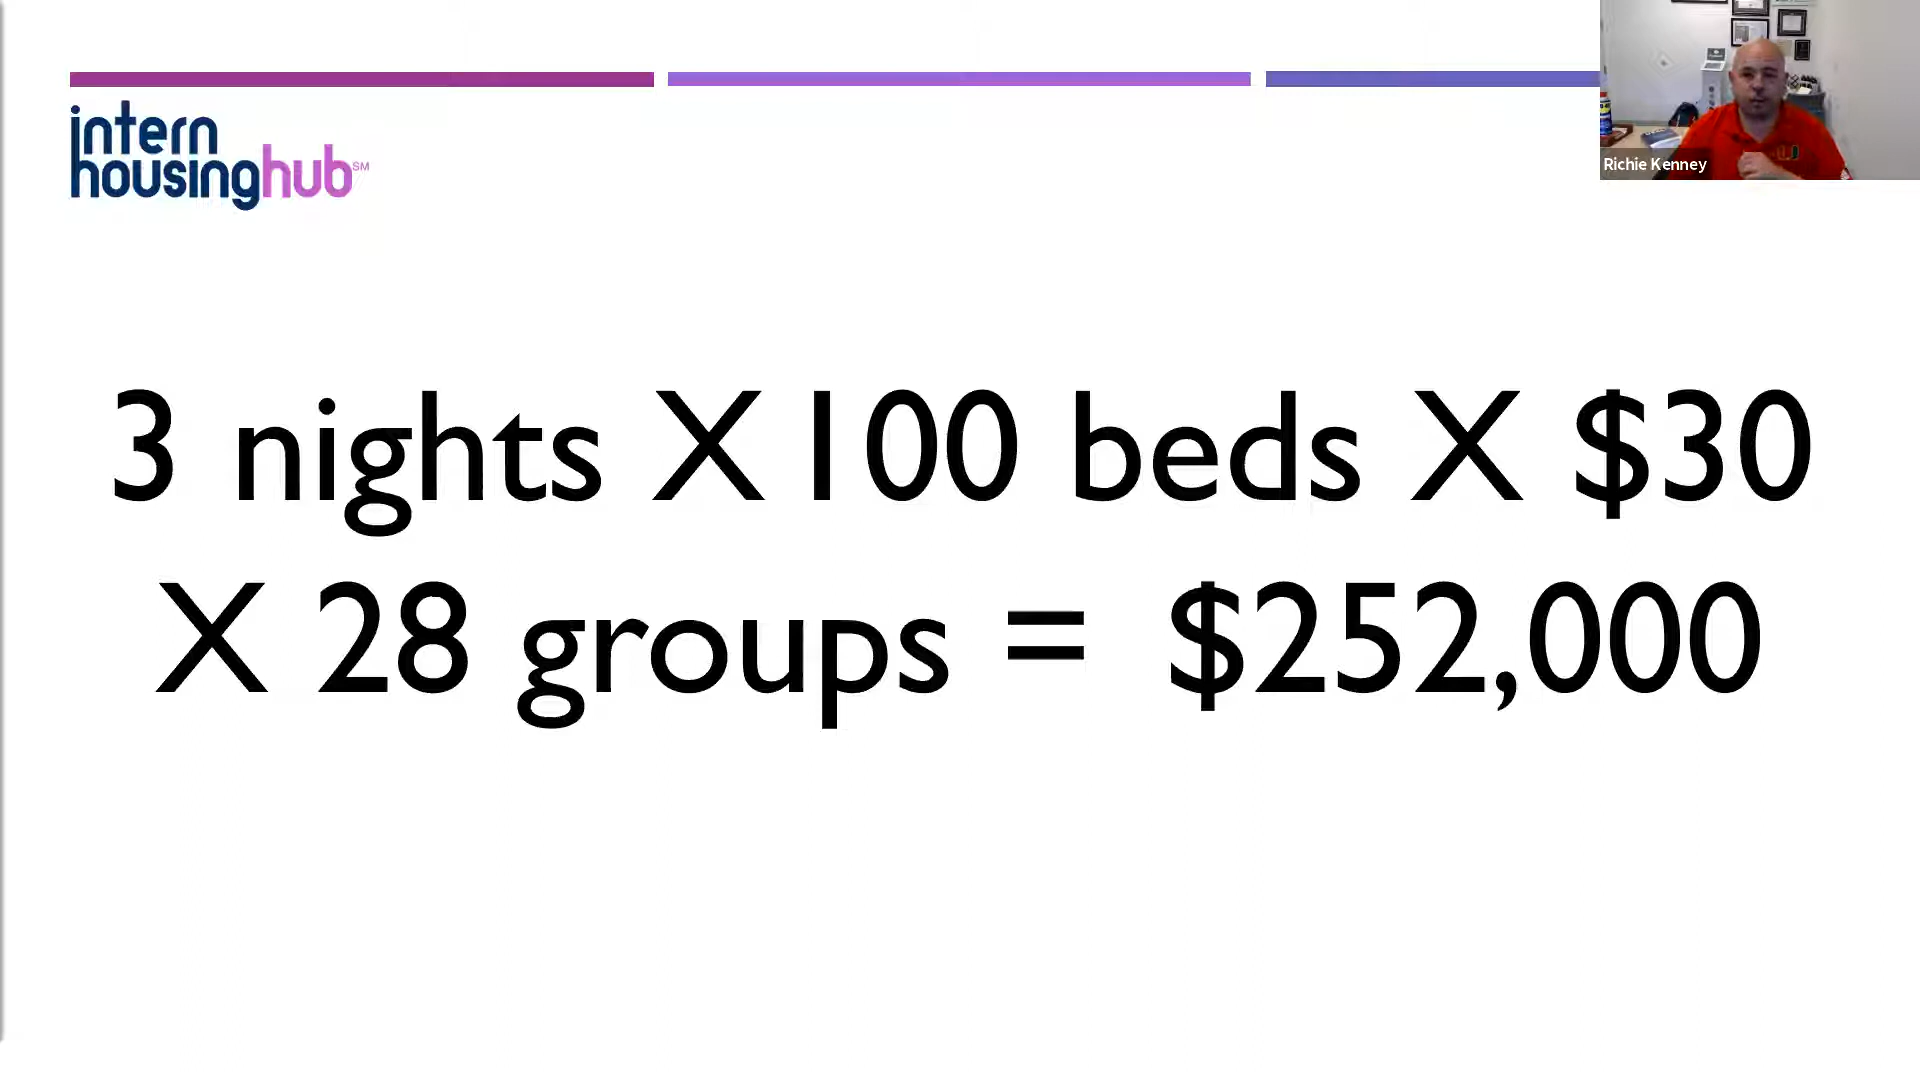 intern
housinghub℠
Richie Kenney
3 nights X 100 beds X $30
X 28 groups = $252,000